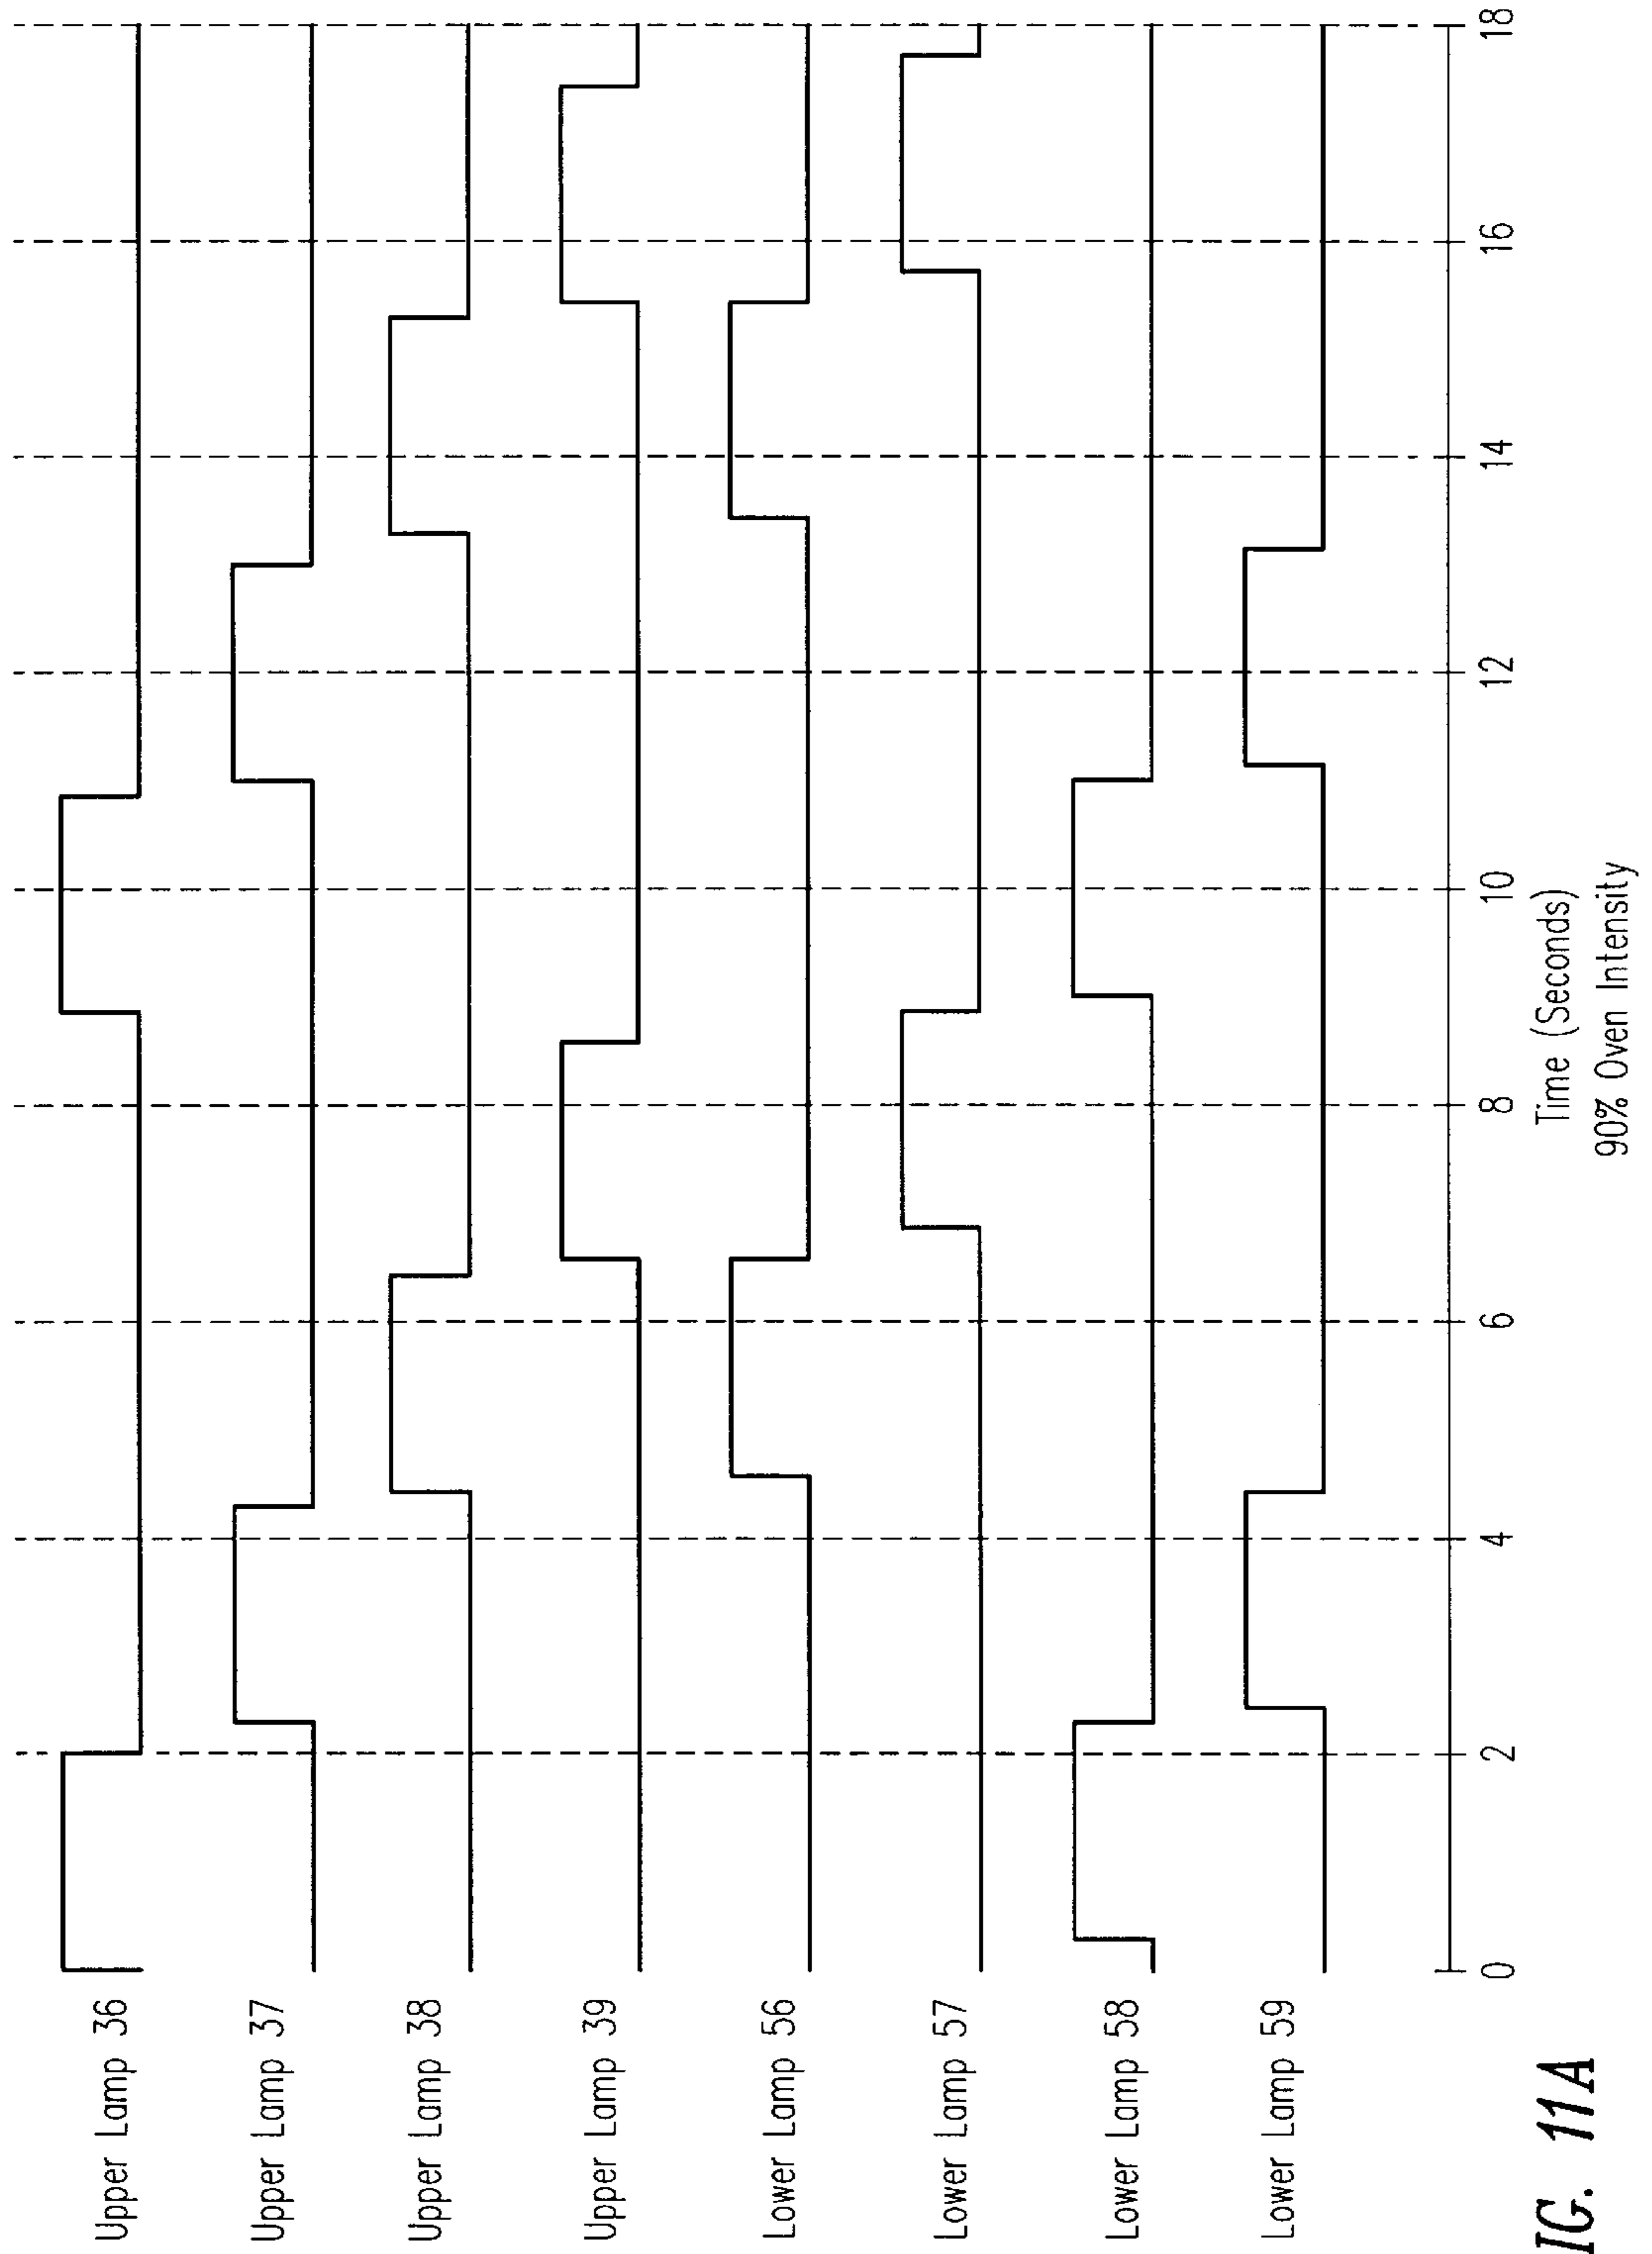 Upper Lamp 36
Upper Lamp 37
Upper Lamp 38
Upper Lamp 39
Lower Lamp 56
Lower Lamp 57
Lower Lamp 58
Lower Lamp 59
0 2 4 6 8 10 12 14 16 18
Time (Seconds)
90% Oven Intensity
IG. 11A